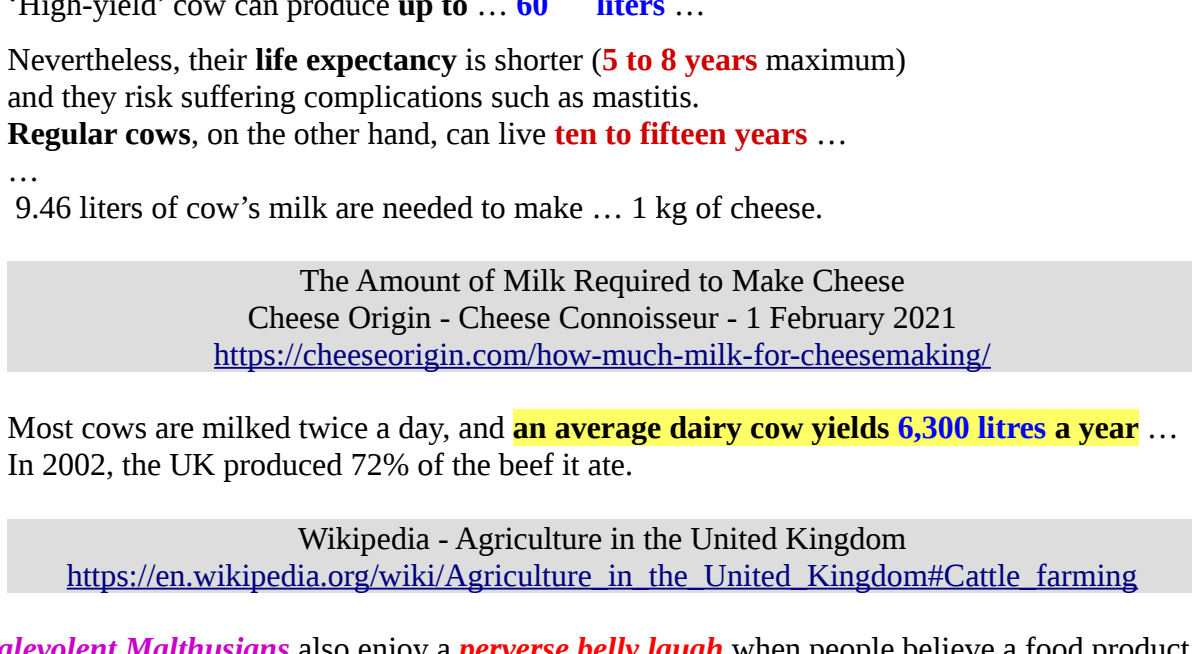 ‘High-yield’ cow can produce up to … 60 liters …
Nevertheless, their life expectancy is shorter (5 to 8 years maximum)
and they risk suffering complications such as mastitis.
Regular cows, on the other hand, can live ten to fifteen years …
…
9.46 liters of cow’s milk are needed to make … 1 kg of cheese.
The Amount of Milk Required to Make Cheese
Cheese Origin - Cheese Connoisseur - 1 February 2021
https://cheeseorigin.com/how-much-milk-for-cheesemaking/
Most cows are milked twice a day, and an average dairy cow yields 6,300 litres a year …
In 2002, the UK produced 72% of the beef it ate.
Wikipedia - Agriculture in the United Kingdom
https://en.wikipedia.org/wiki/Agriculture_in_the_United_Kingdom#Cattle_farming
alevolent Malthusians also enjoy a perverse belly laugh when people believe a food product